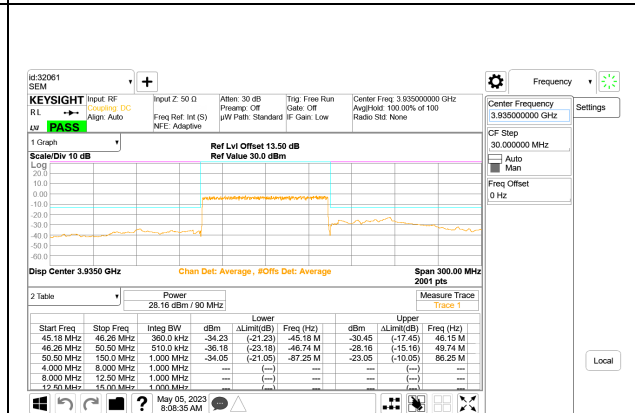 id:32061
SEM
+
Frequency
KEYSIGHT
R L
LXI
PASS
Input: RF
Coupling: DC
Align: Auto
Input Z: 50 Ω
Freq Ref: Int (S)
NFE: Adaptive
Atten: 30 dB
Preamp: Off
µW Path: Standard
Trig: Free Run
Gate: Off
IF Gain: Low
Center Freq: 3.935000000 GHz
Avg|Hold: 100.00% of 100
Radio Std: None
Center Frequency
3.935000000 GHz
Settings
CF Step
30.000000 MHz
Auto
Man
Freq Offset
0 Hz
Local
1 Graph
Scale/Div 10 dB
Ref Lvl Offset 13.50 dB
Ref Value 30.0 dBm
Log
20.0
10.0
0.00
-10.0
-20.0
-30.0
-40.0
-50.0
-60.0
Disp Center 3.9350 GHz
Chan Det: Average, #Offs Det: Average
Span 300.00 MHz
2001 pts
2 Table
Power
28.16 dBm / 90 MHz
Measure Trace
Trace 1
Lower Upper
Start Freq Stop Freq Integ BW dBm ΔLimit(dB) Freq (Hz) dBm ΔLimit(dB) Freq (Hz)
45.18 MHz 46.26 MHz 360.0 kHz -34.23 (-21.23) -45.18 M -30.45 (-17.45) 46.15 M
46.26 MHz 50.50 MHz 510.0 kHz -36.18 (-23.18) -46.74 M -28.16 (-15.16) 49.74 M
50.50 MHz 150.0 MHz 1.000 MHz -34.05 (-21.05) -87.25 M -23.05 (-10.05) 86.25 M
4.000 MHz 8.000 MHz 1.000 MHz --- (---) --- (---)
8.000 MHz 12.50 MHz 1.000 MHz --- (---) --- (---)
12.50 MHz 15.00 MHz 1.000 MHz --- (---) --- (---)
? May 05, 2023
8:08:35 AM